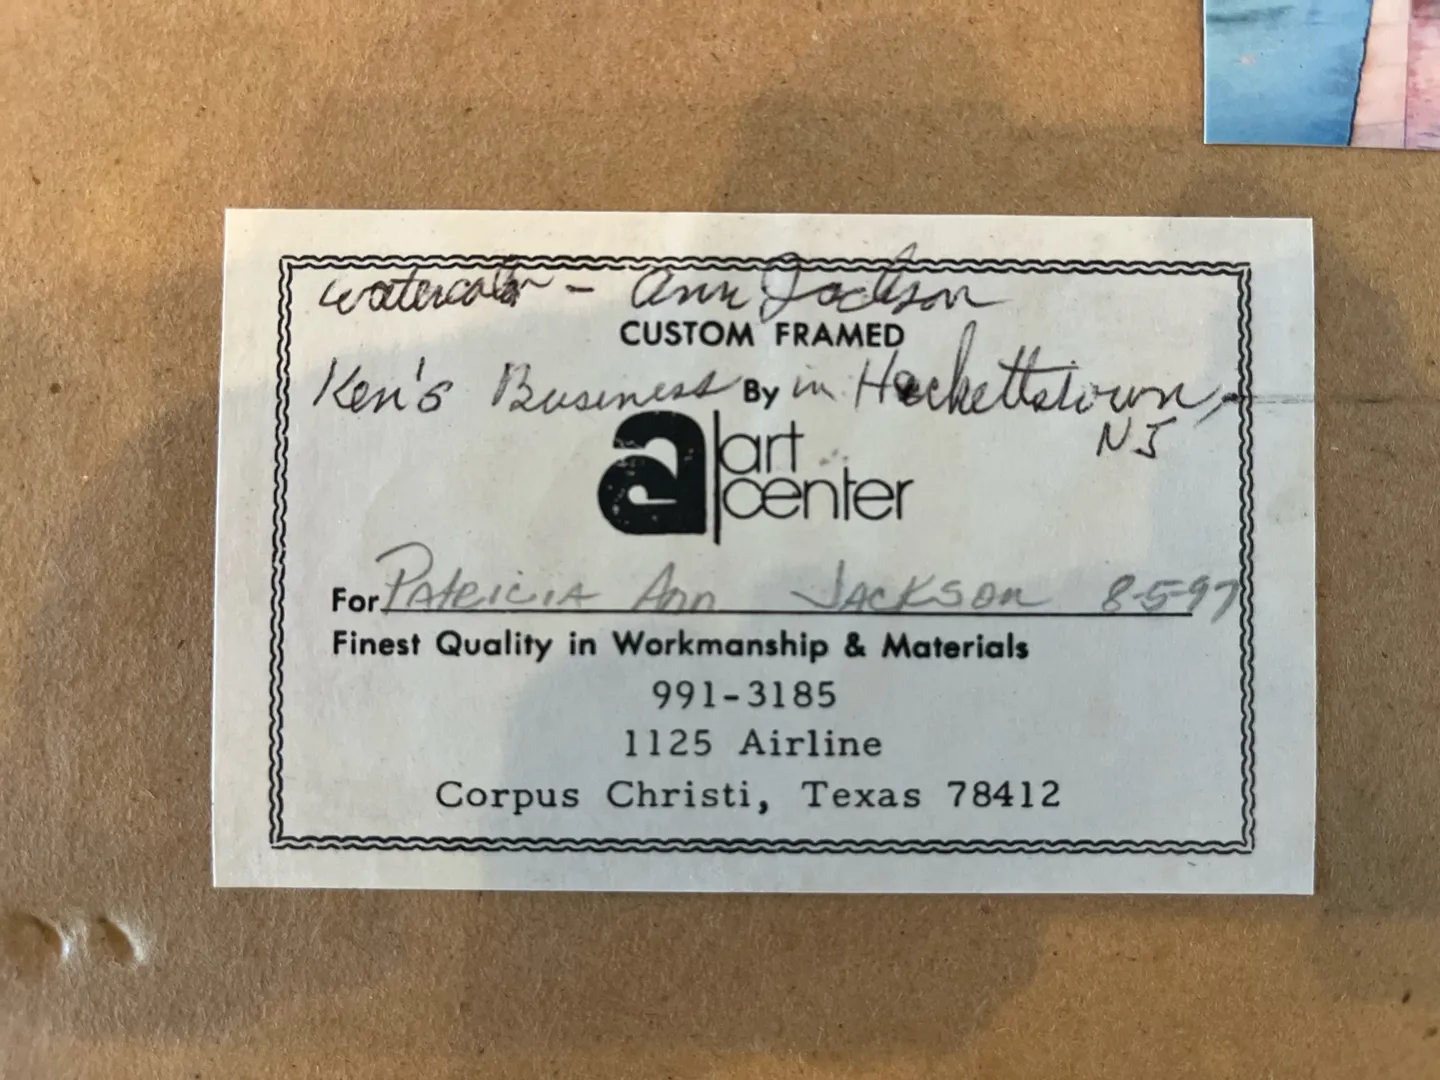 watercolor - Ann Jackson
CUSTOM FRAMED
Ken's Business By in Hackettstown,
NJ
a art center
For Patricia Ann Jackson 8-5-97
Finest Quality in Workmanship & Materials
991-3185
1125 Airline
Corpus Christi, Texas 78412